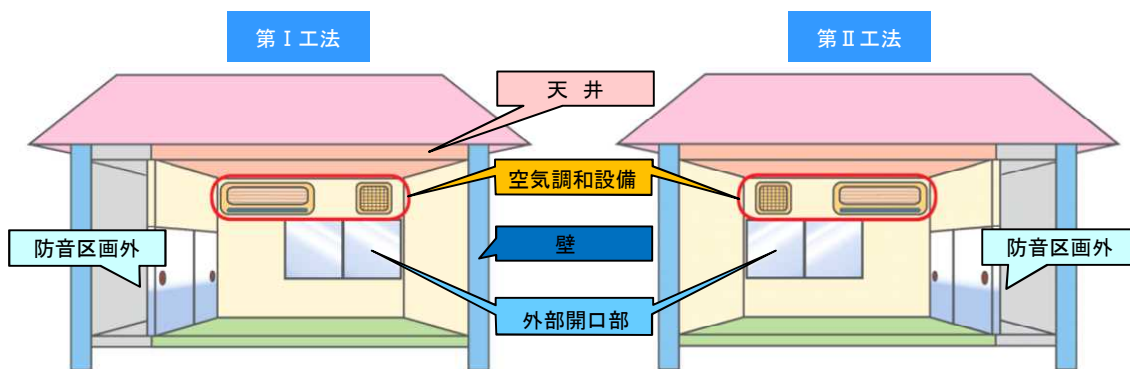 第Ⅰ工法
第Ⅱ工法
天 井
空気調和設備
防音区画外
壁
防音区画外
外部開口部